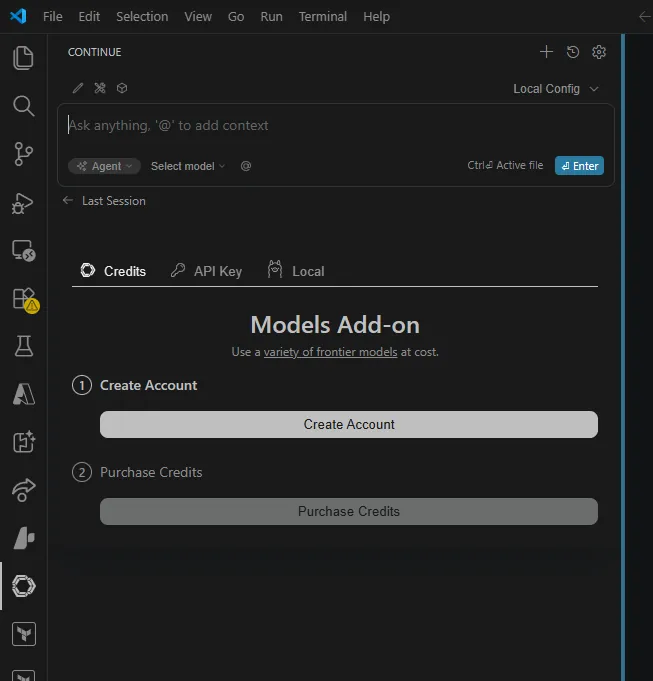 File Edit Selection View Go Run Terminal Help
CONTINUE
Local Config
Ask anything, '@' to add context
Agent Select model @ Ctrl⏎ Active file ⏎ Enter
Last Session
Credits API Key Local
Models Add-on
Use a variety of frontier models at cost.
1 Create Account
Create Account
2 Purchase Credits
Purchase Credits